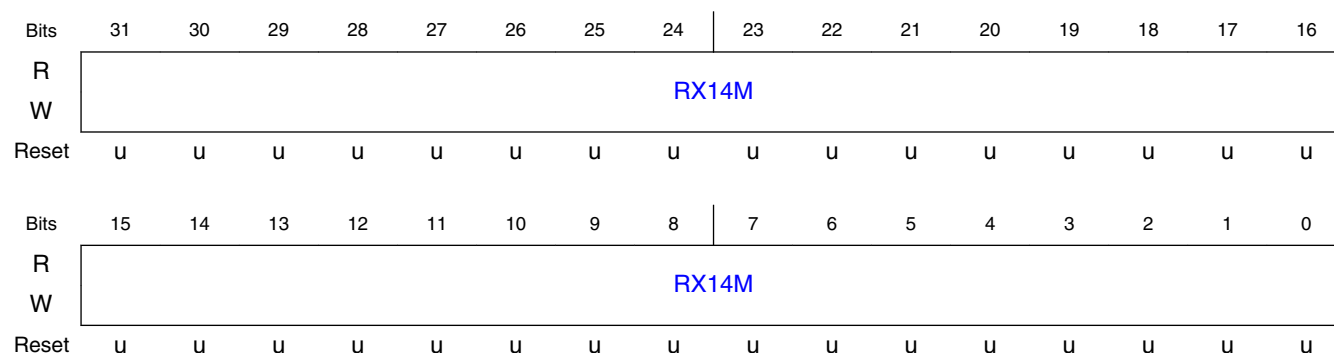 Bits 31 30 29 28 27 26 25 24 23 22 21 20 19 18 17 16
R
RX14M
W
Reset u u u u u u u u u u u u u u u u
Bits 15 14 13 12 11 10 9 8 7 6 5 4 3 2 1 0
R
RX14M
W
Reset u u u u u u u u u u u u u u u u